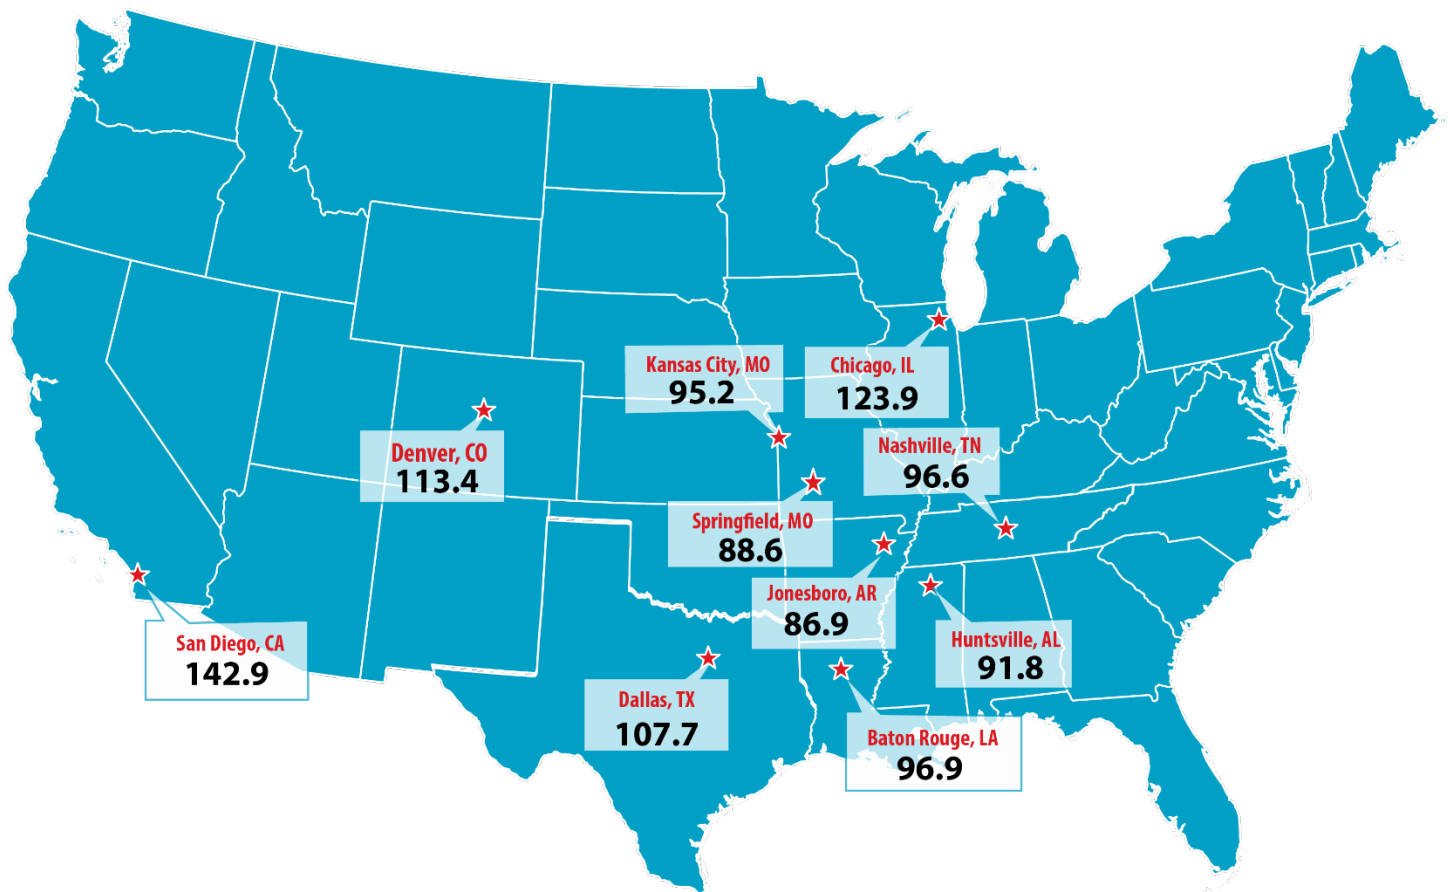 Kansas City, MO
95.2
Chicago, IL
123.9
Denver, CO
113.4
Nashville, TN
96.6
Springfield, MO
88.6
Jonesboro, AR
86.9
San Diego, CA
142.9
Huntsville, AL
91.8
Dallas, TX
107.7
Baton Rouge, LA
96.9